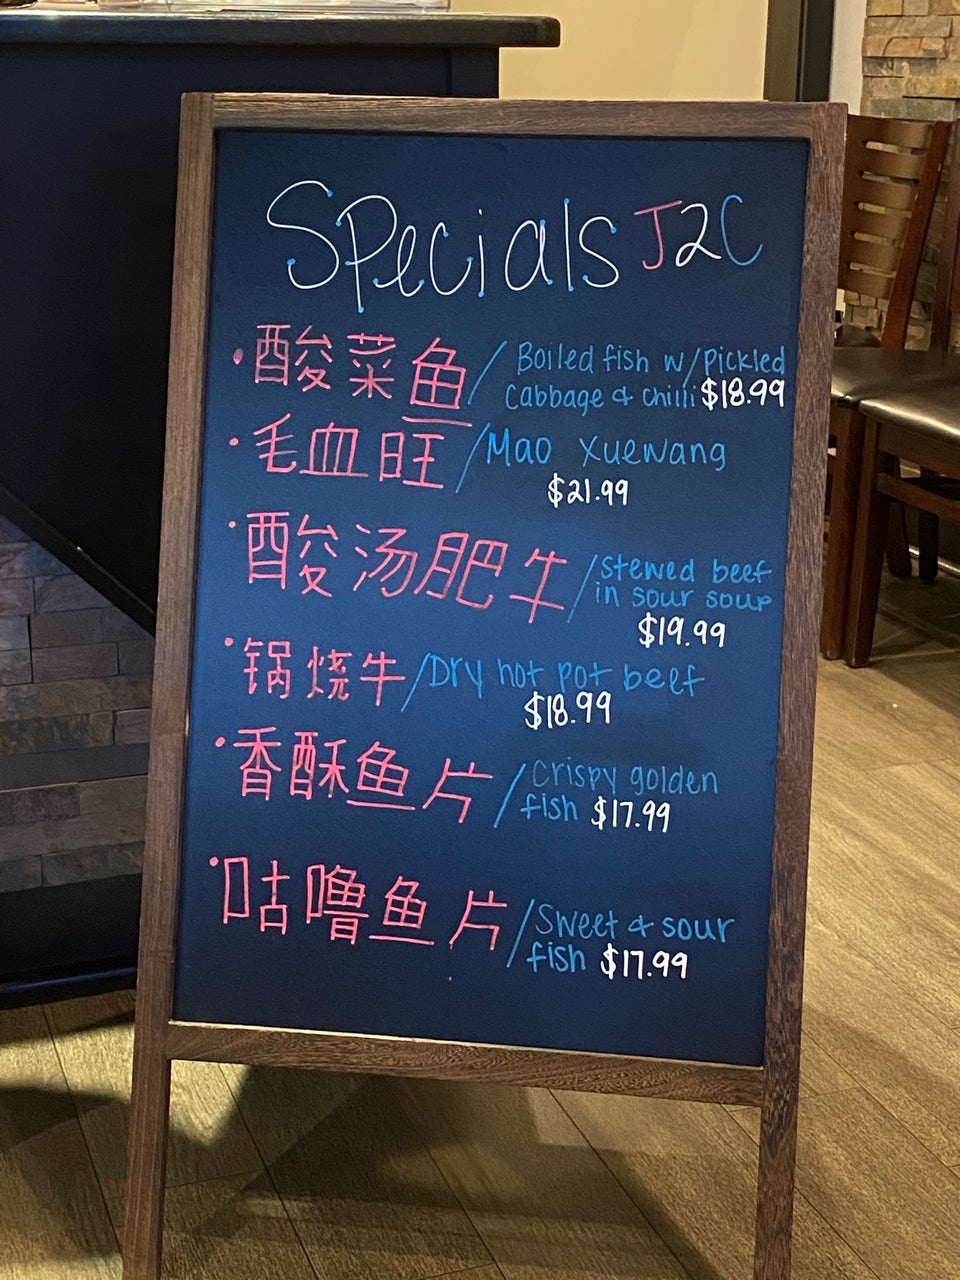 Specials J2C
• 酸菜鱼 / Boiled fish w/ pickled
cabbage & chilli $18.99
• 毛血旺 / Mao Xuewang
$21.99
• 酸汤肥牛 / stewed beef
in sour soup
$19.99
• 锅烧牛 / Dry hot pot beef
$18.99
• 香酥鱼片 / crispy golden
fish $17.99
• 咕噜鱼片 / Sweet & sour
fish $17.99